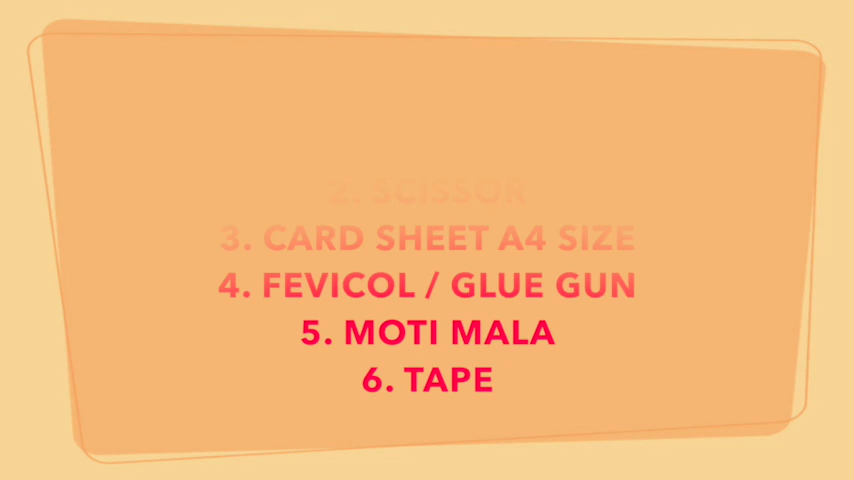 2. SCISSOR
3. CARD SHEET A4 SIZE
4. FEVICOL / GLUE GUN
5. MOTI MALA
6. TAPE